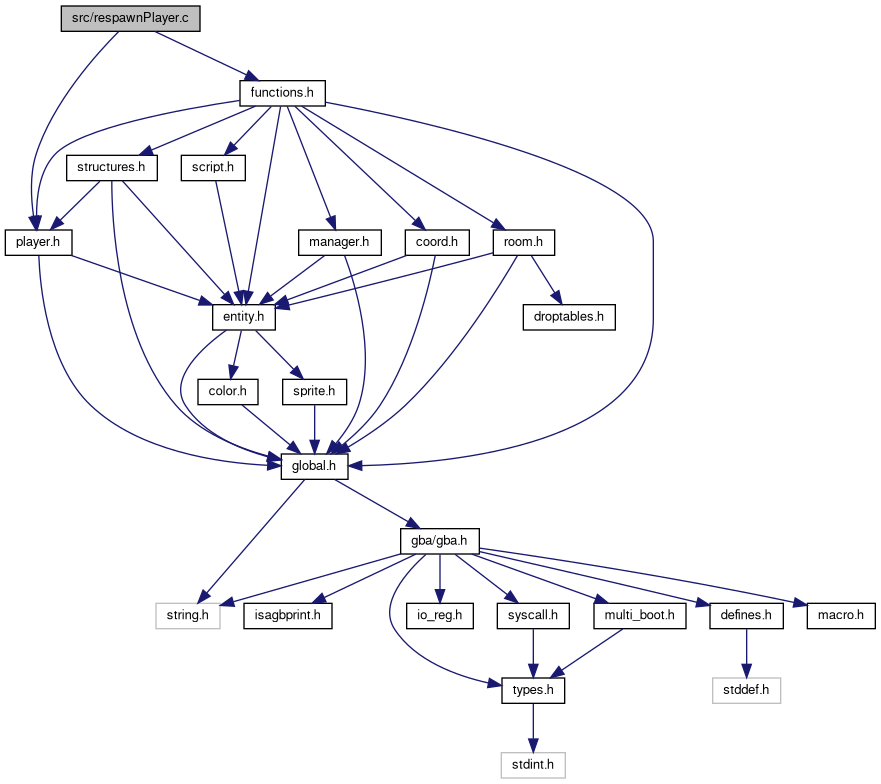 src/respawnPlayer.c
functions.h
structures.h
script.h
player.h
manager.h
coord.h
room.h
entity.h
droptables.h
color.h
sprite.h
global.h
gba/gba.h
string.h
isagbprint.h
io_reg.h
syscall.h
multi_boot.h
defines.h
macro.h
types.h
stddef.h
stdint.h